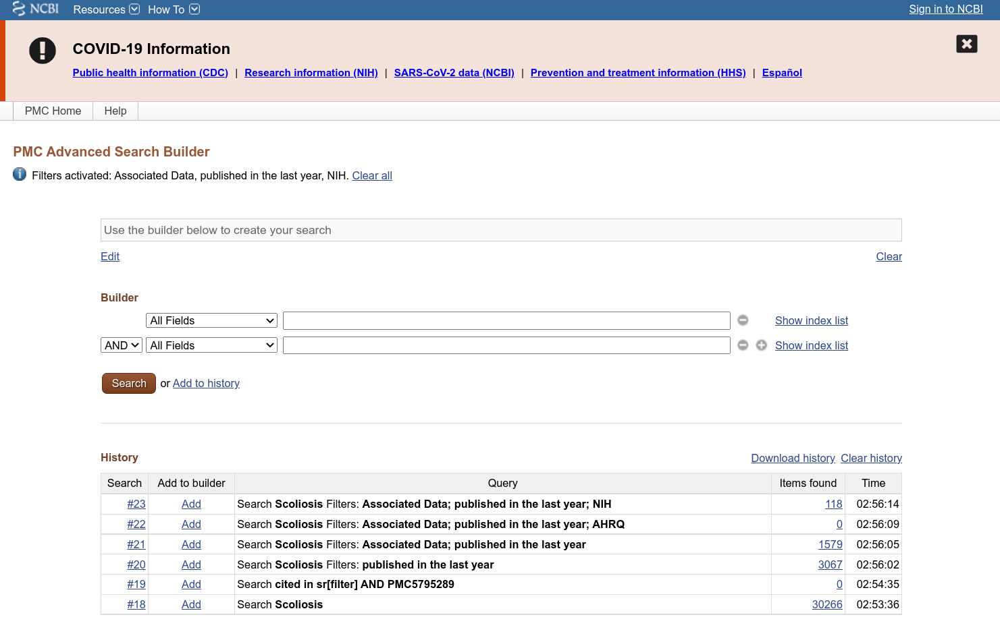 NCBI Resources How To Sign in to NCBI
COVID-19 Information
Public health information (CDC) | Research information (NIH) | SARS-CoV-2 data (NCBI) | Prevention and treatment information (HHS) | Español
PMC Home Help
PMC Advanced Search Builder
Filters activated: Associated Data, published in the last year, NIH. Clear all
Use the builder below to create your search
Edit Clear
Builder
All Fields Show index list
AND All Fields Show index list
Search or Add to history
History Download history Clear history
Search Add to builder Query Items found Time
#23 Add Search Scoliosis Filters: Associated Data; published in the last year; NIH 118 02:56:14
#22 Add Search Scoliosis Filters: Associated Data; published in the last year; AHRQ 0 02:56:09
#21 Add Search Scoliosis Filters: Associated Data; published in the last year 1579 02:56:05
#20 Add Search Scoliosis Filters: published in the last year 3067 02:56:02
#19 Add Search cited in sr[filter] AND PMC5795289 0 02:54:35
#18 Add Search Scoliosis 30266 02:53:36